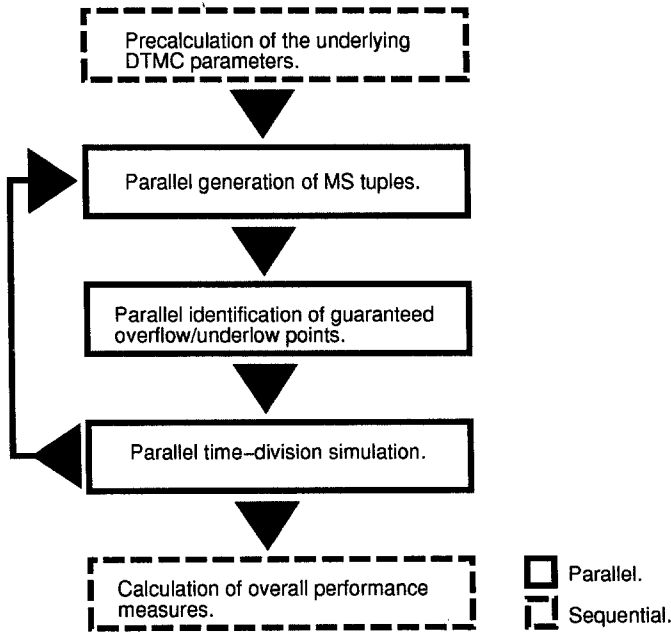 Precalculation of the underlying
DTMC parameters.
Parallel generation of MS tuples.
Parallel identification of guaranteed
overflow/underlow points.
Parallel time–division simulation.
Calculation of overall performance
measures.
Parallel.
Sequential.